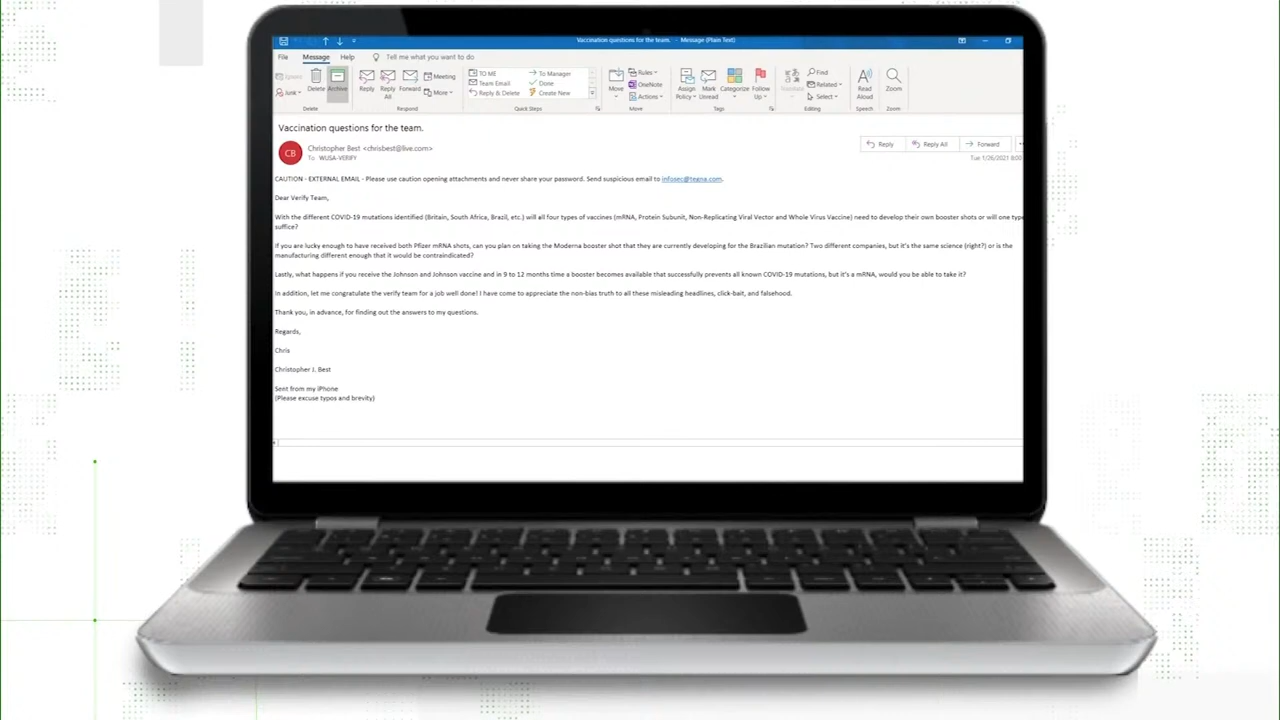 Vaccination questions for the team. - Message (Plain Text)
File Message Help Tell me what you want to do
Ignore Junk Delete Archive Reply Reply All Forward Meeting More
TO ME Team Email Reply & Delete To Manager Done Create New
Move Rules OneNote Actions Assign Policy Mark Unread Categorize Follow Up Translate Find Related Select Read Aloud Zoom
Delete Respond Quick Steps Move Tags Editing Speech Zoom
Vaccination questions for the team.
CB
Christopher Best <chrisbest@live.com>
To WUSA-VERIFY
Reply Reply All Forward
Tue 1/26/2021 8:00
CAUTION - EXTERNAL EMAIL - Please use caution opening attachments and never share your password. Send suspicious email to infosec@tegna.com.
Dear Verify Team,
With the different COVID-19 mutations identified (Britain, South Africa, Brazil, etc.) will all four types of vaccines (mRNA, Protein Subunit, Non-Replicating Viral Vector and Whole Virus Vaccine) need to develop their own booster shots or will one type
suffice?
If you are lucky enough to have received both Pfizer mRNA shots, can you plan on taking the Moderna booster shot that they are currently developing for the Brazilian mutation? Two different companies, but it's the same science (right?) or is the
manufacturing different enough that it would be contraindicated?
Lastly, what happens if you receive the Johnson and Johnson vaccine and in 9 to 12 months time a booster becomes available that successfully prevents all known COVID-19 mutations, but it's a mRNA, would you be able to take it?
In addition, let me congratulate the verify team for a job well done! I have come to appreciate the non-bias truth to all these misleading headlines, click-bait, and falsehood.
Thank you, in advance, for finding out the answers to my questions.
Regards,
Chris
Christopher J. Best
Sent from my iPhone
(Please excuse typos and brevity)